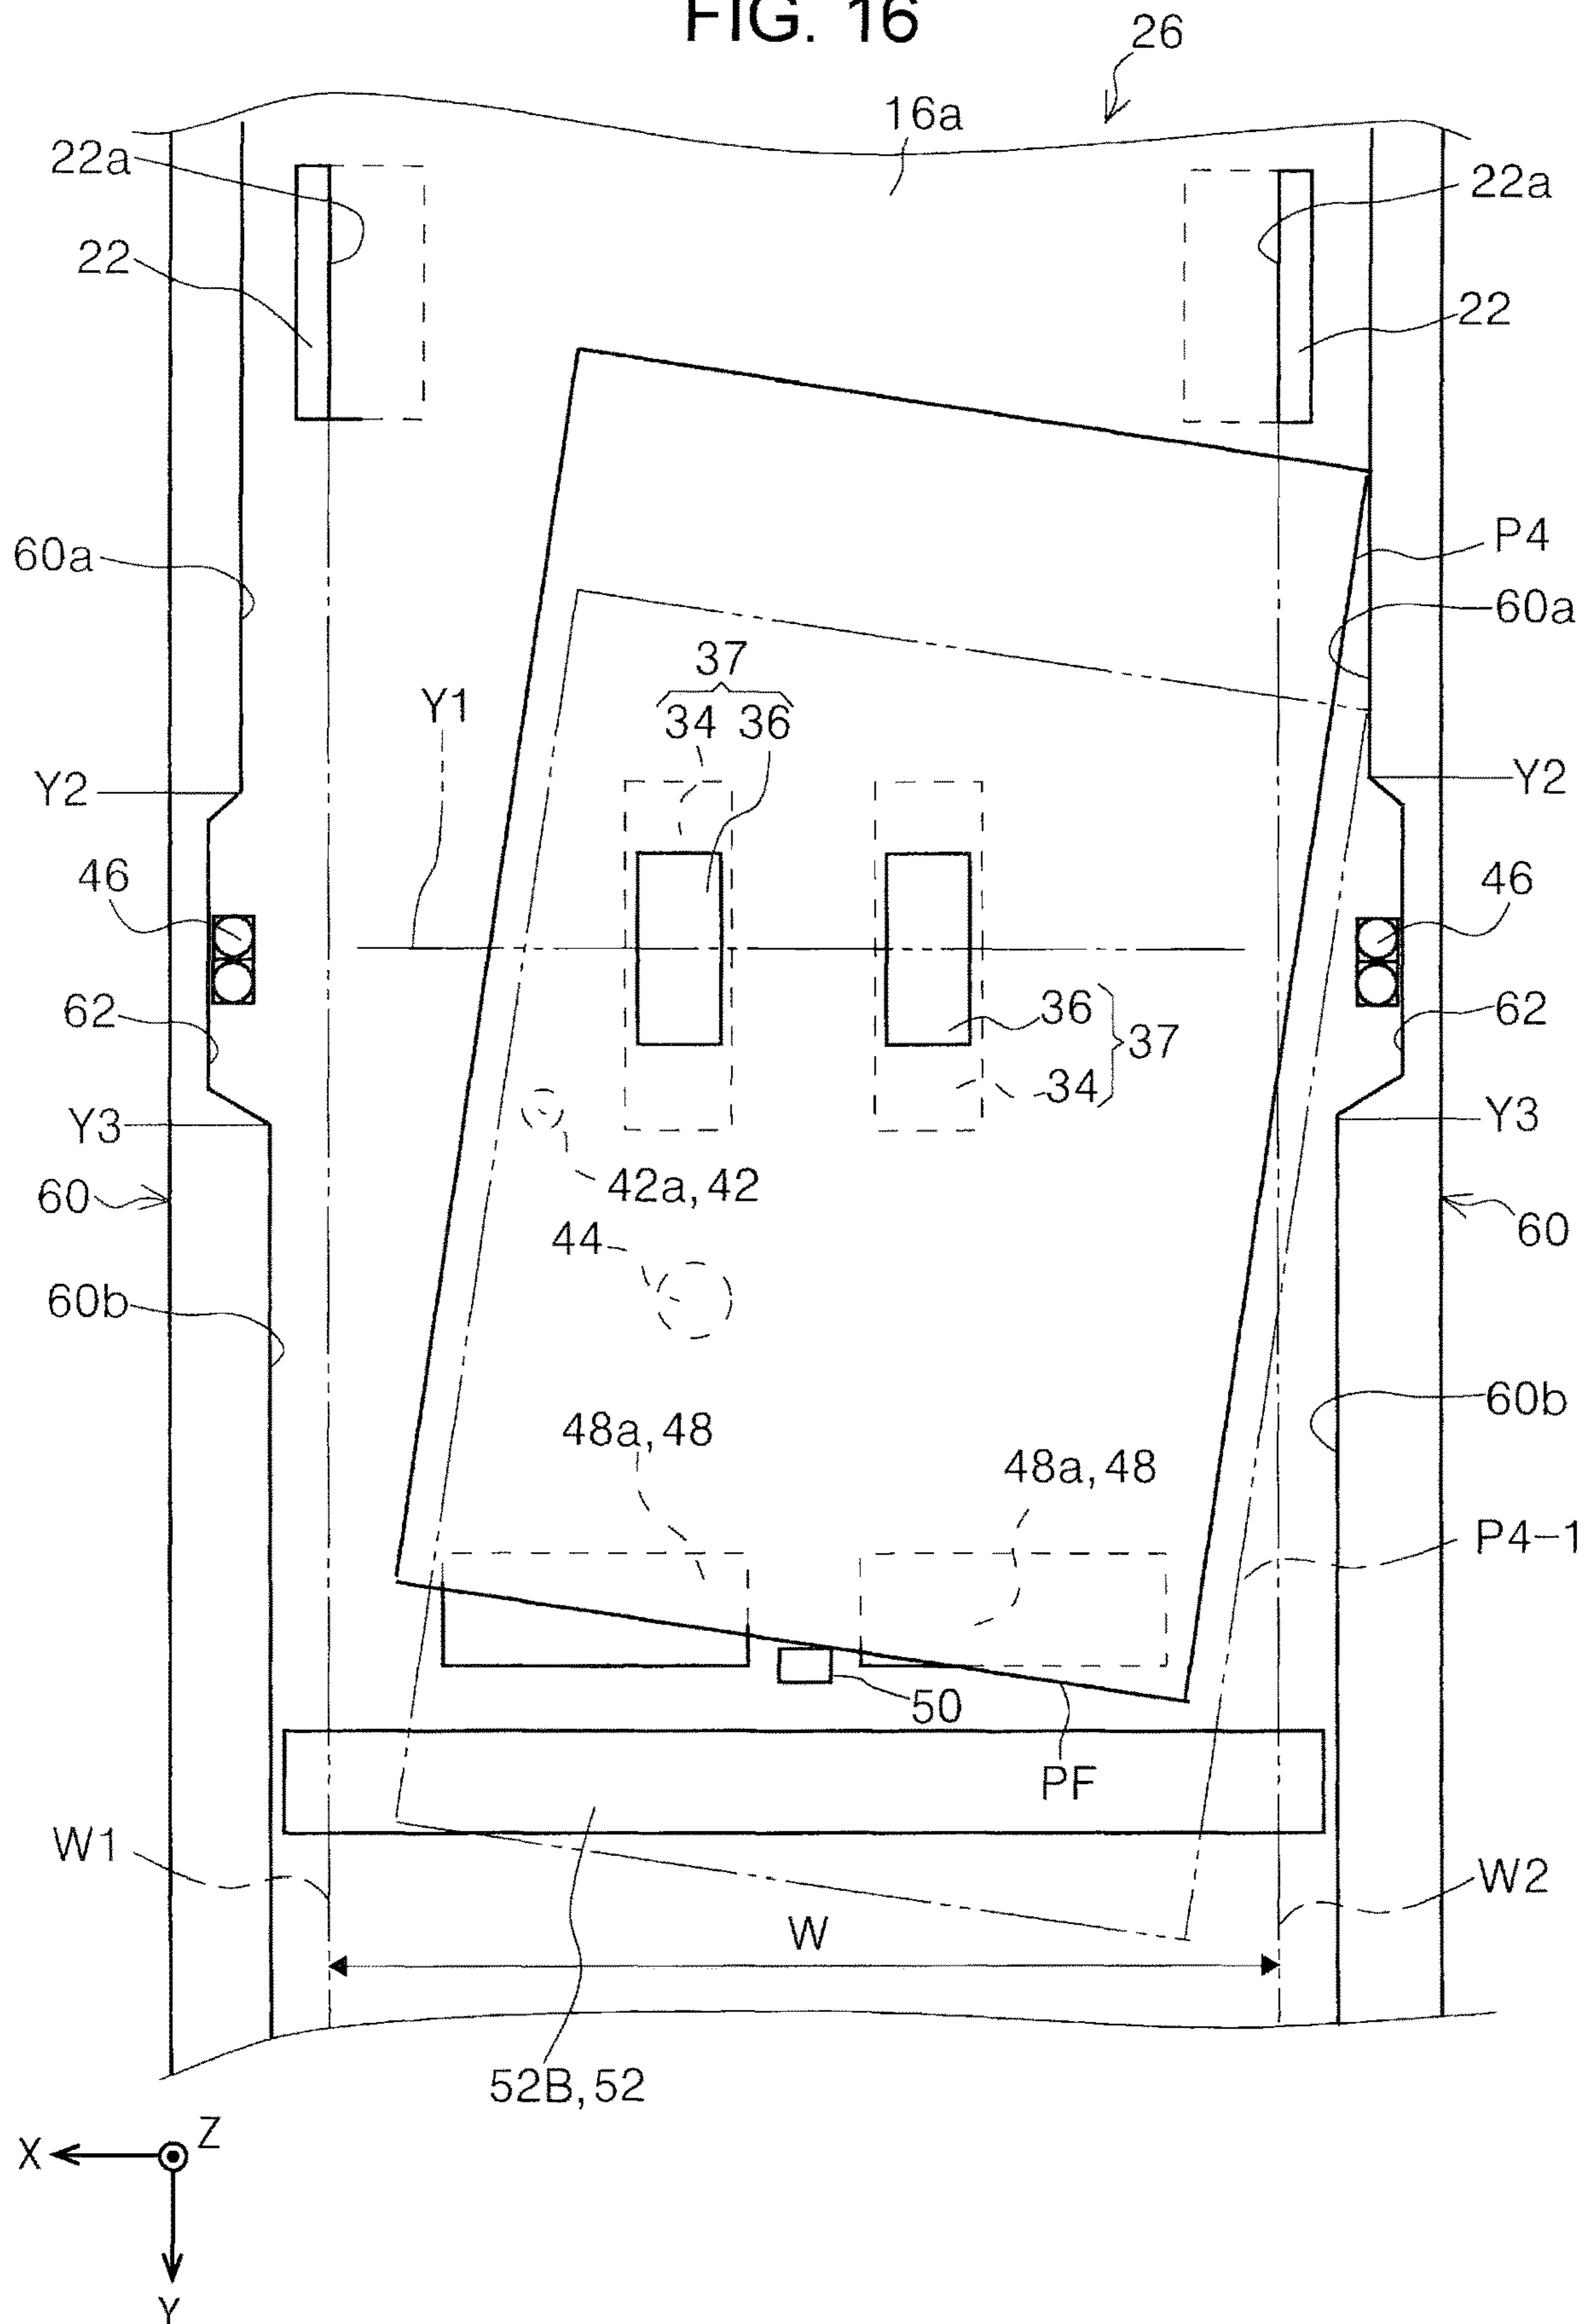 FIG. 16
26
16a
22a
22a
22
22
P4
60a
60a
37
34 36
Y1
Y2
Y2
46
46
36
37
34
62
62
Y3
Y3
42a, 42
60
60
44
60b
60b
48a, 48
48a, 48
P4-1
50
PF
W1
W2
W
52B, 52
X
Z
Y